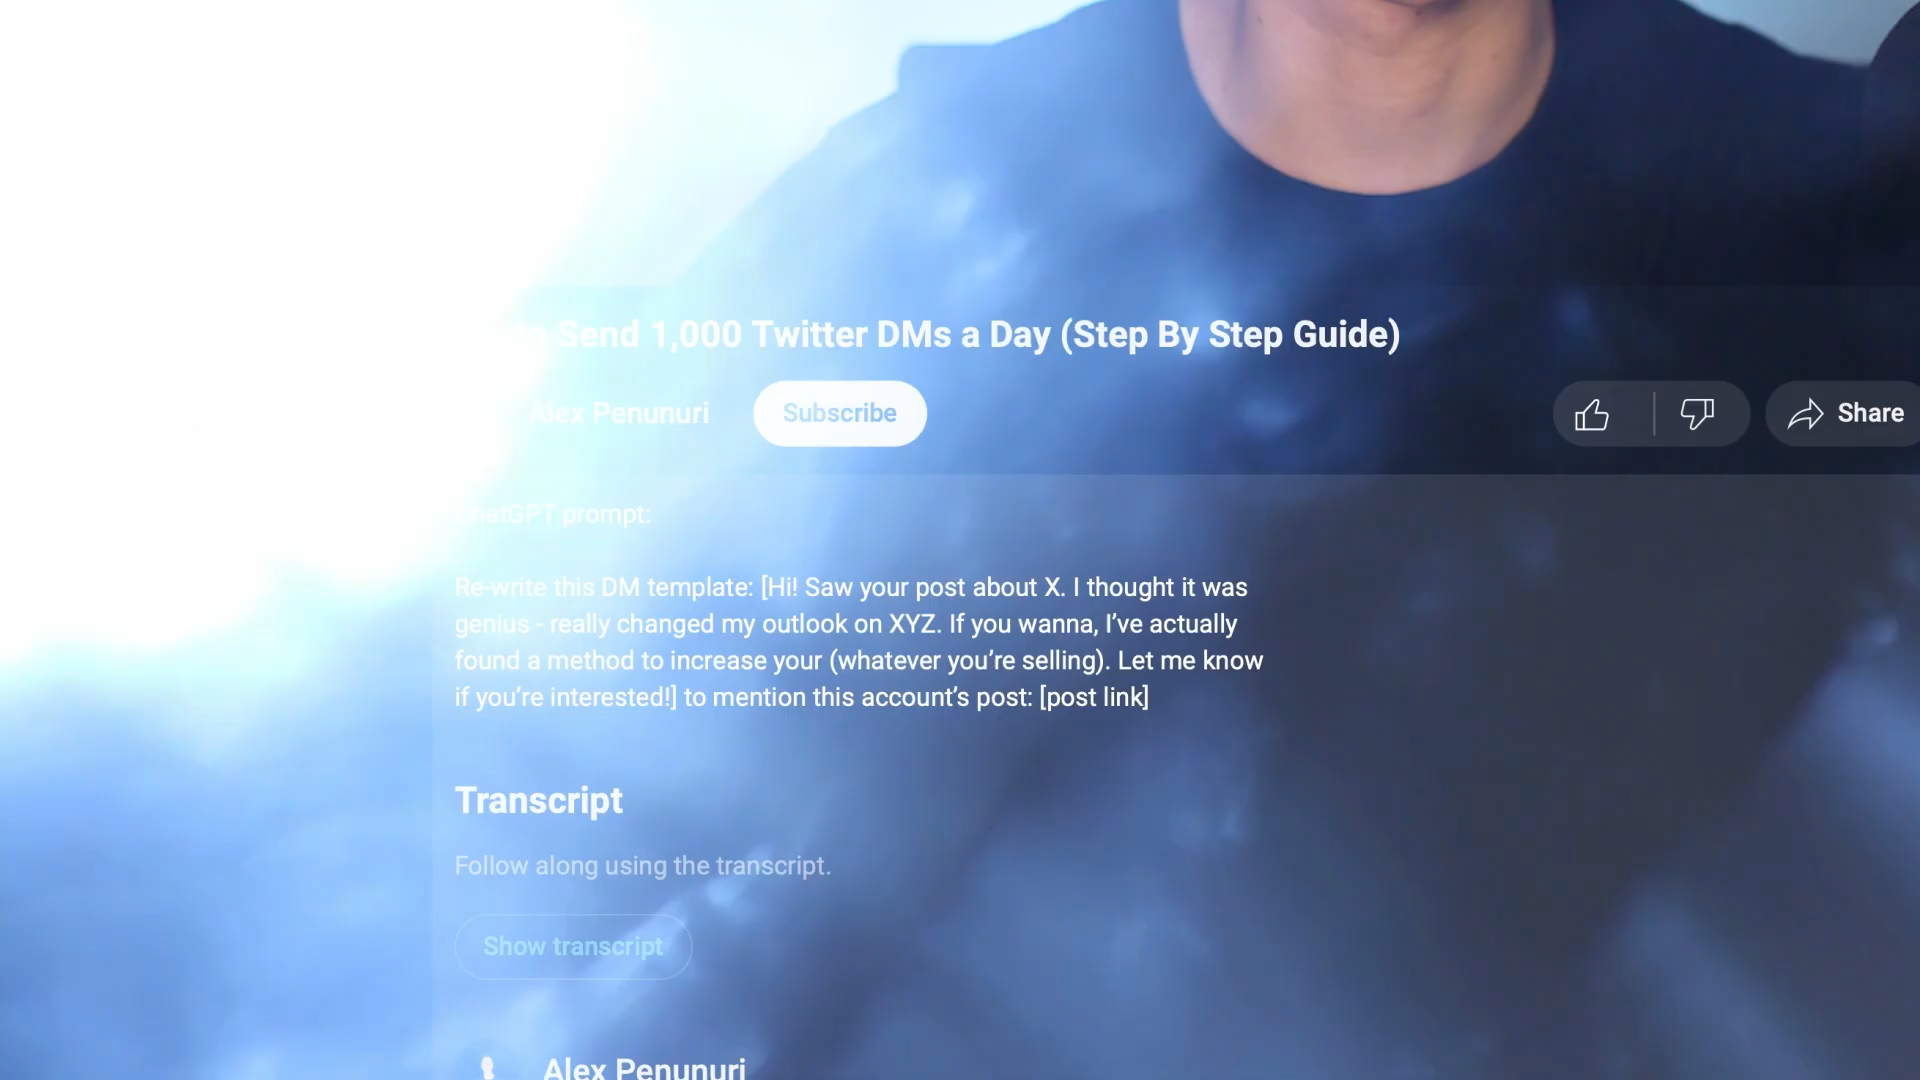 to Send 1,000 Twitter DMs a Day (Step By Step Guide)
Alex Penunuri
Subscribe
Share
ChatGPT prompt:
Re-write this DM template: [Hi! Saw your post about X. I thought it was
genius - really changed my outlook on XYZ. If you wanna, I’ve actually
found a method to increase your (whatever you’re selling). Let me know
if you’re interested!] to mention this account’s post: [post link]
Transcript
Follow along using the transcript.
Show transcript
Alex Penunuri